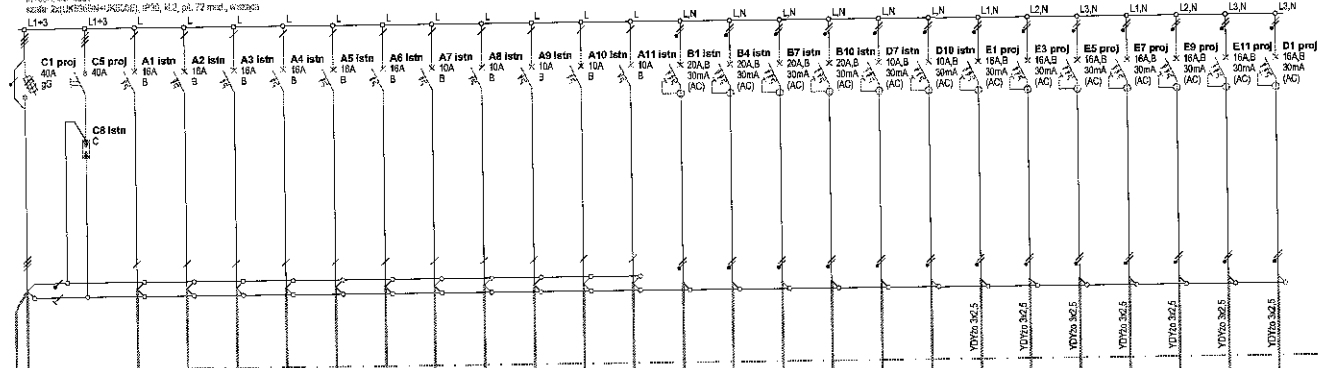 L1÷3 L1÷3 L L L L L L L L L L L L,N L,N L,N L,N L,N L,N L1,N L2,N L3,N L1,N L2,N L3,N L3,N
C1 proj
40A
gG
C5 proj
40A
C8 istn
C
A1 istn
16A
B
A2 istn
16A
B
A3 istn
16A
B
A4 istn
16A
B
A5 istn
16A
B
A6 istn
16A
B
A7 istn
10A
B
A8 istn
10A
B
A9 istn
10A
B
A10 istn
10A
B
A11 istn
10A
B
B1 istn
20A,B
30mA
(AC)
B4 istn
20A,B
30mA
(AC)
B7 istn
20A,B
30mA
(AC)
B10 istn
20A,B
30mA
(AC)
D7 istn
10A,B
30mA
(AC)
D10 istn
10A,B
30mA
(AC)
E1 proj
16A,B
30mA
(AC)
E3 proj
16A,B
30mA
(AC)
E5 proj
16A,B
30mA
(AC)
E7 proj
16A,B
30mA
(AC)
E9 proj
16A,B
30mA
(AC)
E11 proj
16A,B
30mA
(AC)
D1 proj
16A,B
30mA
(AC)
YDYżo 3x2,5
YDYżo 3x2,5
YDYżo 3x2,5
YDYżo 3x2,5
YDYżo 3x2,5
YDYżo 3x2,5
YDYżo 3x2,5